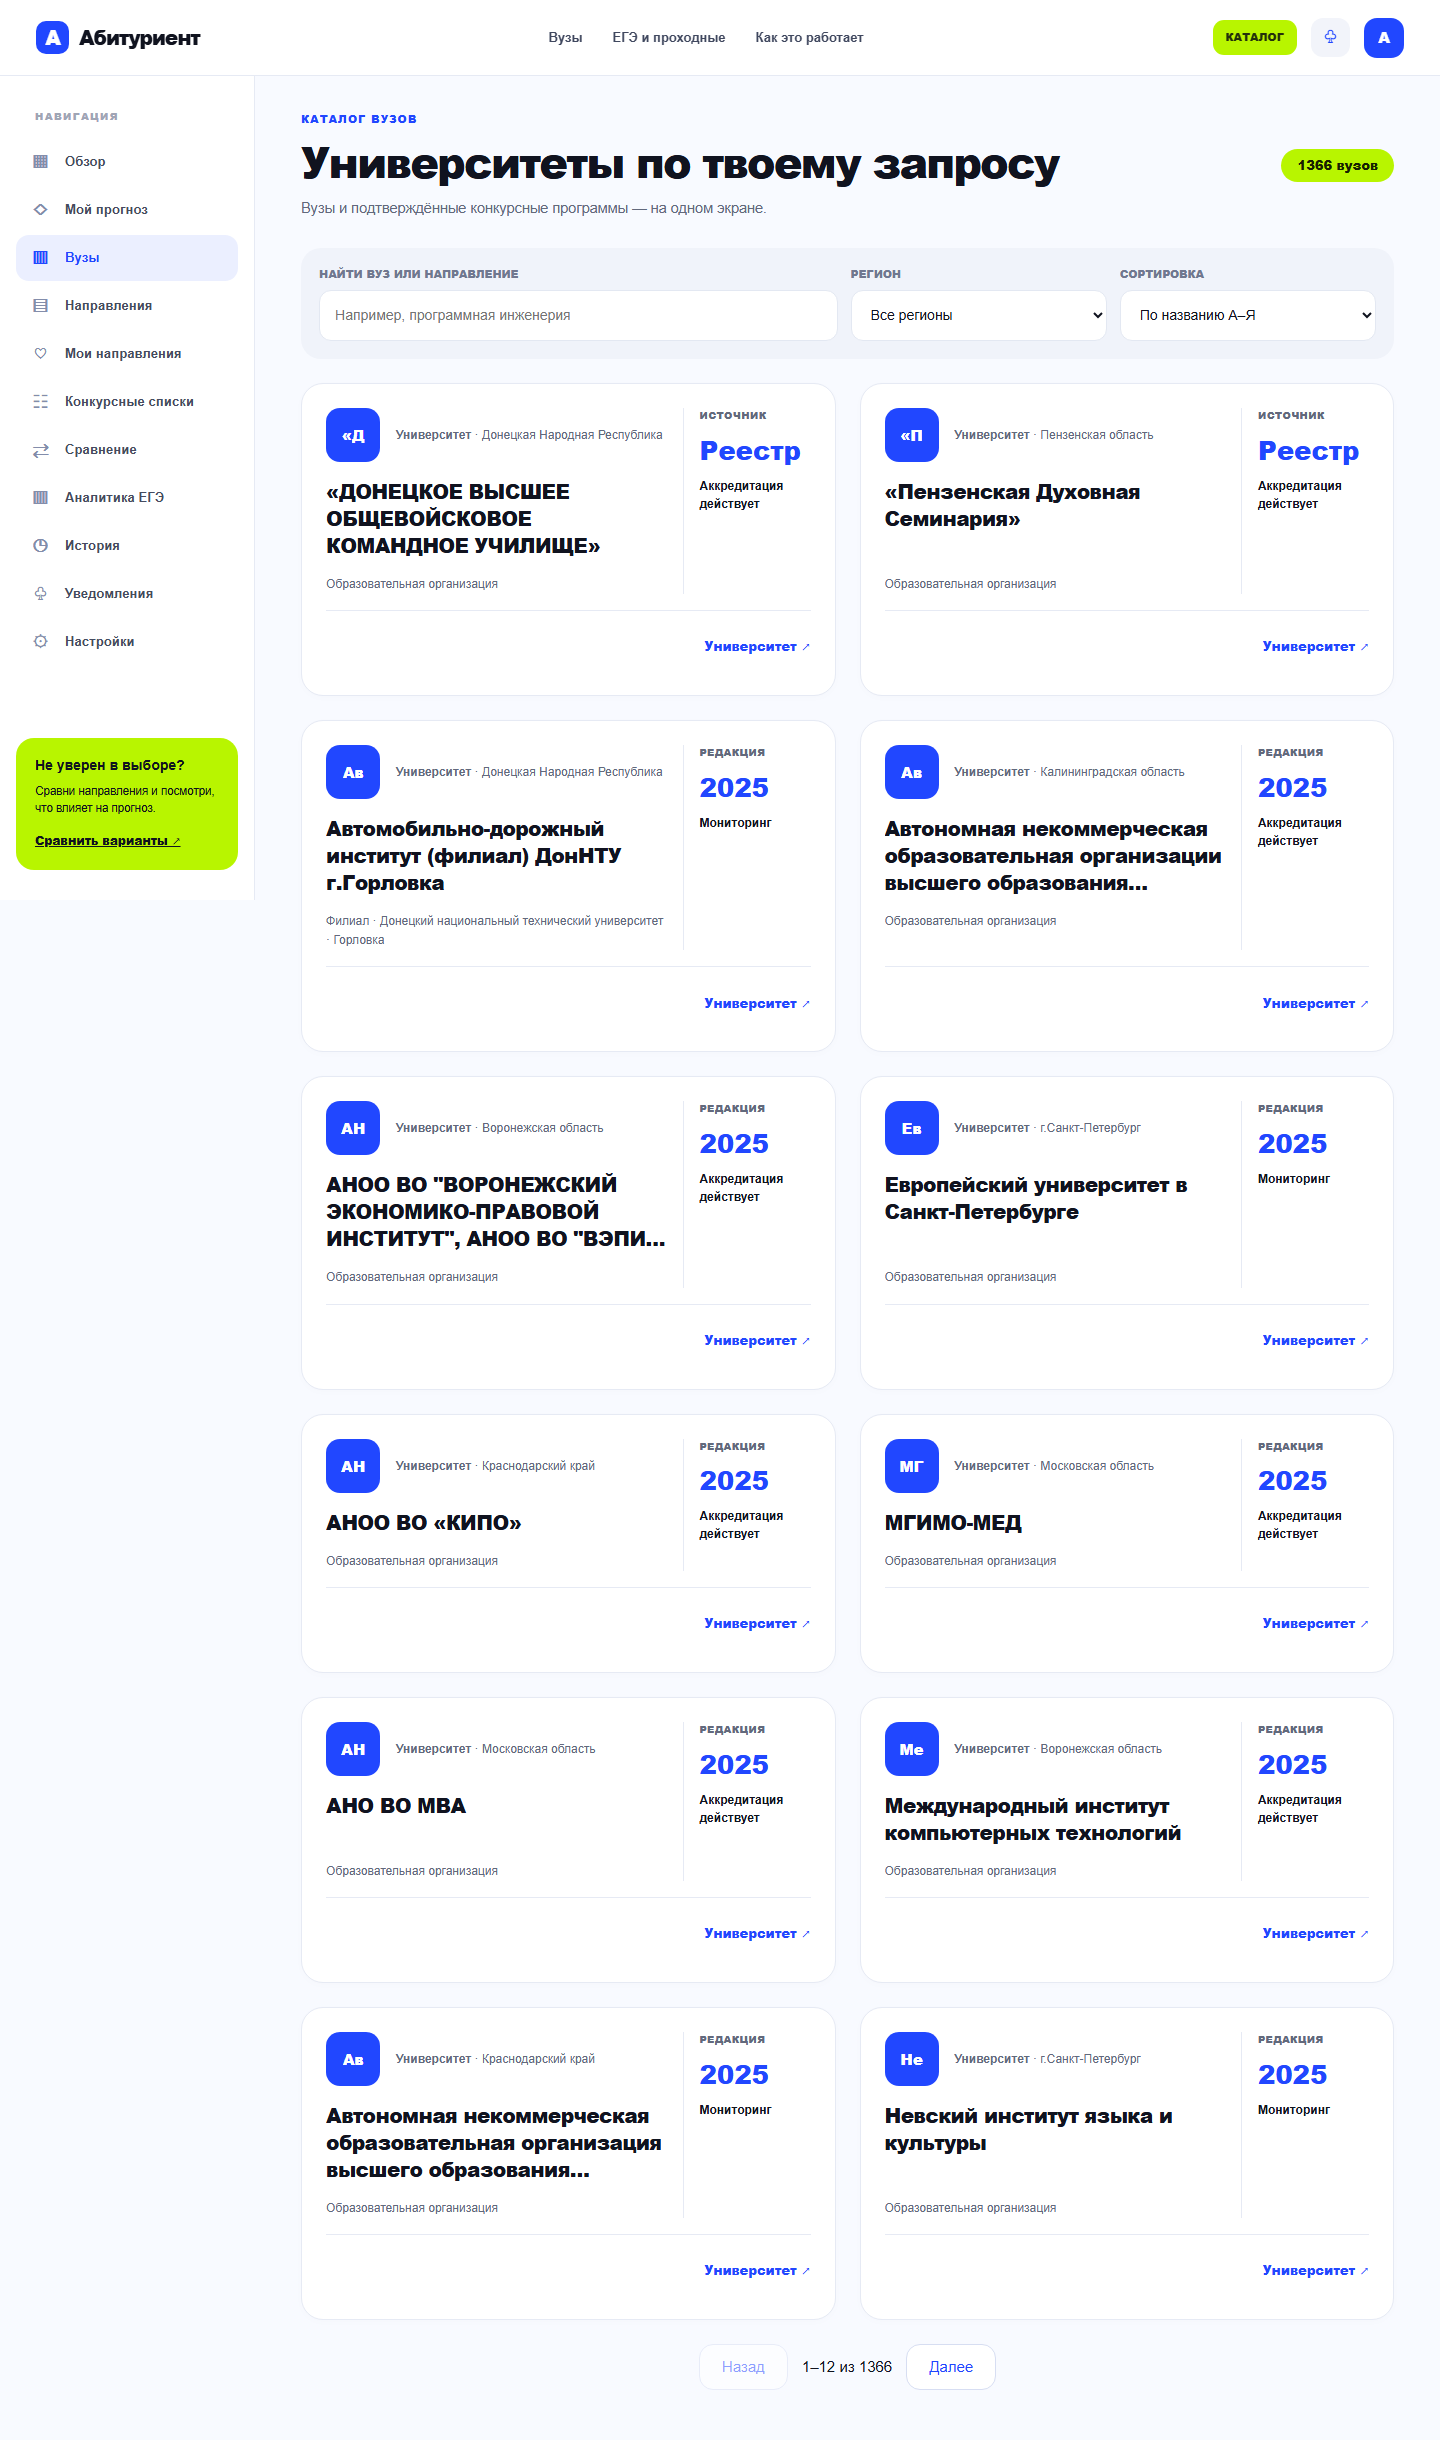 А Абитуриент
Вузы ЕГЭ и проходные Как это работает
КАТАЛОГ
А
НАВИГАЦИЯ
Обзор
Мой прогноз
Вузы
Направления
Мои направления
Конкурсные списки
Сравнение
Аналитика ЕГЭ
История
Уведомления
Настройки
Не уверен в выборе?
Сравни направления и посмотри,
что влияет на прогноз.
Сравнить варианты ↗
КАТАЛОГ ВУЗОВ
Университеты по твоему запросу
1366 вузов
Вузы и подтверждённые конкурсные программы — на одном экране.
НАЙТИ ВУЗ ИЛИ НАПРАВЛЕНИЕ
Например, программная инженерия
РЕГИОН
Все регионы
СОРТИРОВКА
По названию А–Я
«Д
Университет · Донецкая Народная Республика
«ДОНЕЦКОЕ ВЫСШЕЕ
ОБЩЕВОЙСКОВОЕ
КОМАНДНОЕ УЧИЛИЩЕ»
Образовательная организация
ИСТОЧНИК
Реестр
Аккредитация
действует
Университет ↗
«П
Университет · Пензенская область
«Пензенская Духовная
Семинария»
Образовательная организация
ИСТОЧНИК
Реестр
Аккредитация
действует
Университет ↗
Ав
Университет · Донецкая Народная Республика
Автомобильно-дорожный
институт (филиал) ДонНТУ
г.Горловка
Филиал · Донецкий национальный технический университет
· Горловка
РЕДАКЦИЯ
2025
Мониторинг
Университет ↗
Ав
Университет · Калининградская область
Автономная некоммерческая
образовательная организации
высшего образования...
Образовательная организация
РЕДАКЦИЯ
2025
Аккредитация
действует
Университет ↗
АН
Университет · Воронежская область
АНОО ВО "ВОРОНЕЖСКИЙ
ЭКОНОМИКО-ПРАВОВОЙ
ИНСТИТУТ", АНОО ВО "ВЭПИ...
Образовательная организация
РЕДАКЦИЯ
2025
Аккредитация
действует
Университет ↗
Ев
Университет · г.Санкт-Петербург
Европейский университет в
Санкт-Петербурге
Образовательная организация
РЕДАКЦИЯ
2025
Мониторинг
Университет ↗
АН
Университет · Краснодарский край
АНОО ВО «КИПО»
Образовательная организация
РЕДАКЦИЯ
2025
Аккредитация
действует
Университет ↗
МГ
Университет · Московская область
МГИМО-МЕД
Образовательная организация
РЕДАКЦИЯ
2025
Аккредитация
действует
Университет ↗
АН
Университет · Московская область
АНО ВО МВА
Образовательная организация
РЕДАКЦИЯ
2025
Аккредитация
действует
Университет ↗
Ме
Университет · Воронежская область
Международный институт
компьютерных технологий
Образовательная организация
РЕДАКЦИЯ
2025
Аккредитация
действует
Университет ↗
Ав
Университет · Краснодарский край
Автономная некоммерческая
образовательная организация
высшего образования...
Образовательная организация
РЕДАКЦИЯ
2025
Мониторинг
Университет ↗
Не
Университет · г.Санкт-Петербург
Невский институт языка и
культуры
Образовательная организация
РЕДАКЦИЯ
2025
Мониторинг
Университет ↗
Назад 1–12 из 1366 Далее